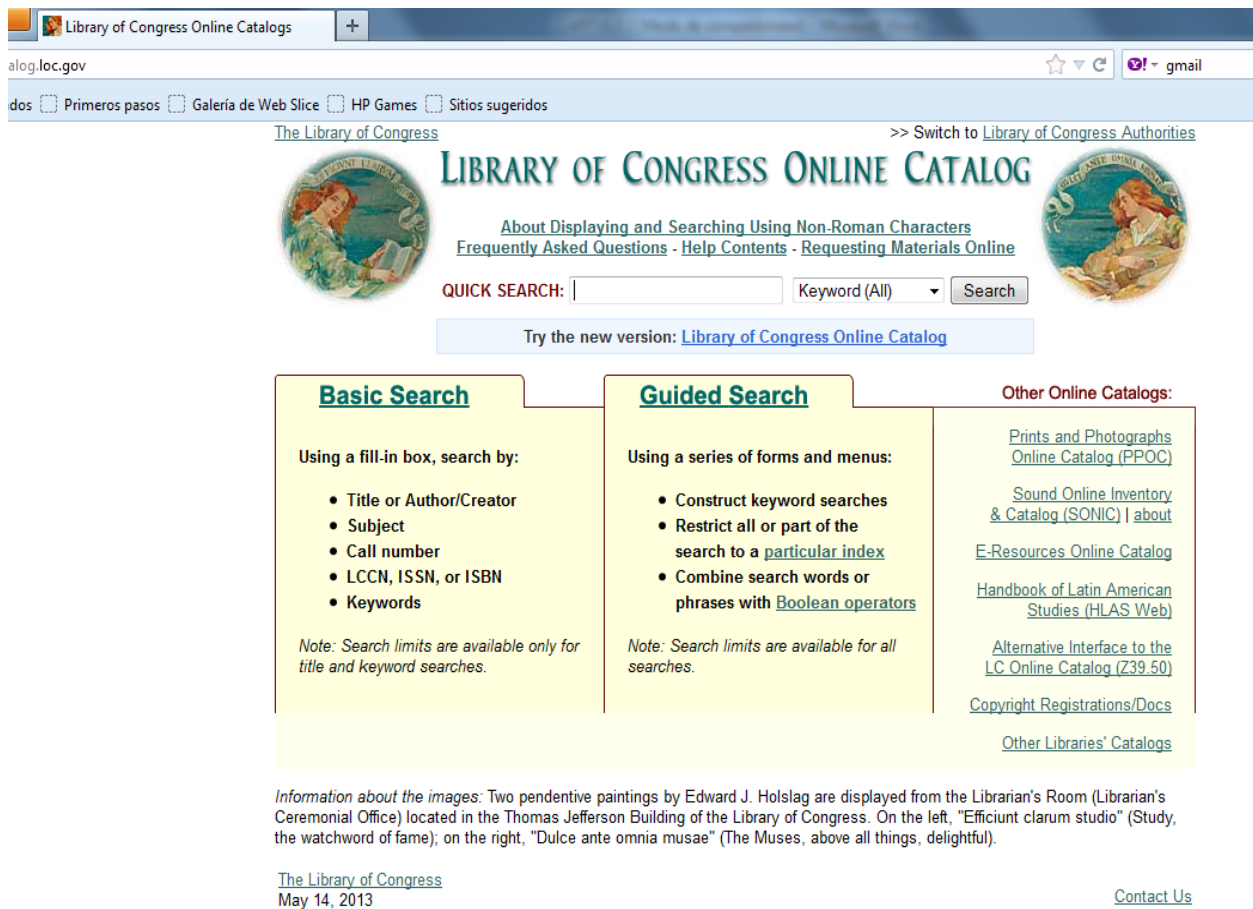 Library of Congress Online Catalogs
+
alog.loc.gov
gmail
dos Primeros pasos Galería de Web Slice HP Games Sitios sugeridos
The Library of Congress >> Switch to Library of Congress Authorities
LIBRARY OF CONGRESS ONLINE CATALOG
About Displaying and Searching Using Non-Roman Characters
Frequently Asked Questions - Help Contents - Requesting Materials Online
QUICK SEARCH: Keyword (All) Search
Try the new version: Library of Congress Online Catalog
Basic Search
Using a fill-in box, search by:
• Title or Author/Creator
• Subject
• Call number
• LCCN, ISSN, or ISBN
• Keywords
Note: Search limits are available only for
title and keyword searches.
Guided Search
Using a series of forms and menus:
• Construct keyword searches
• Restrict all or part of the
search to a particular index
• Combine search words or
phrases with Boolean operators
Note: Search limits are available for all
searches.
Other Online Catalogs:
Prints and Photographs
Online Catalog (PPOC)
Sound Online Inventory
& Catalog (SONIC) | about
E-Resources Online Catalog
Handbook of Latin American
Studies (HLAS Web)
Alternative Interface to the
LC Online Catalog (Z39.50)
Copyright Registrations/Docs
Other Libraries' Catalogs
Information about the images: Two pendentive paintings by Edward J. Holslag are displayed from the Librarian's Room (Librarian's
Ceremonial Office) located in the Thomas Jefferson Building of the Library of Congress. On the left, "Efficiunt clarum studio" (Study,
the watchword of fame); on the right, "Dulce ante omnia musae" (The Muses, above all things, delightful).
The Library of Congress
May 14, 2013
Contact Us